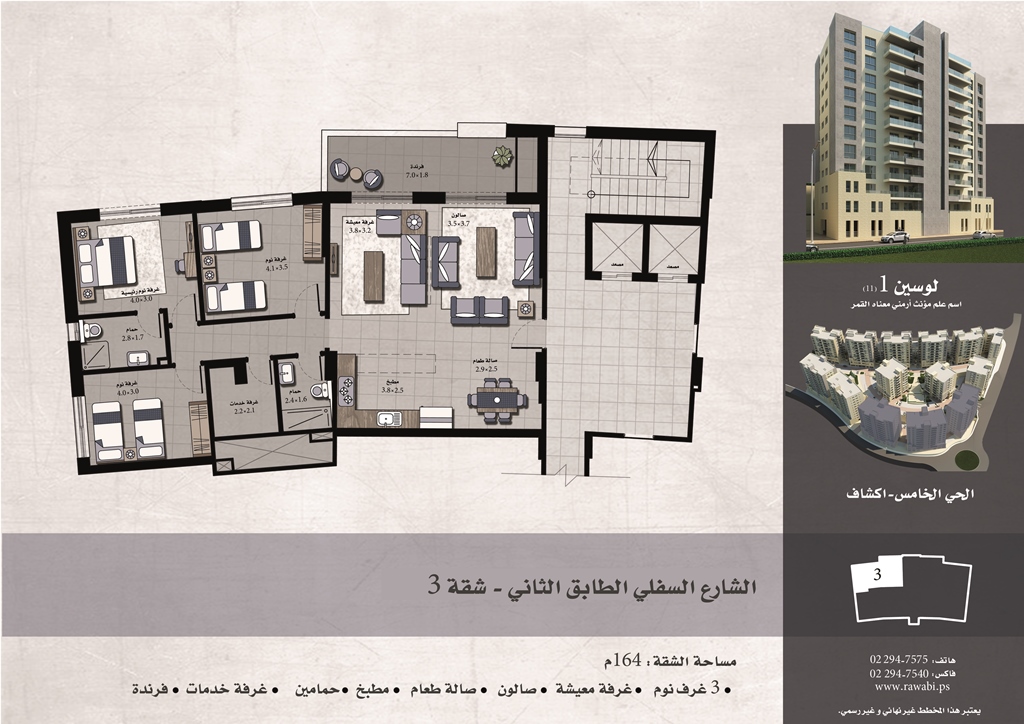 فرندة
7.0*1.8
غرفة معيشة
3.8*3.2
صالون
3.5*3.7
غرفة نوم
4.1*3.5
غرفة نوم رئيسية
4.0*3.0
حمام
2.8*1.7
غرفة نوم
4.0*3.0
غرفة خدمات
2.2*2.1
حمام
2.4*1.6
مطبخ
3.8*2.5
صالة طعام
2.9*2.5
مصعد
مصعد
لوسين 1 (11)
اسم علم مؤنث أرمني معناه القمر
الحي الخامس-اكشاف
3
الشارع السفلي الطابق الثاني - شقة 3
مساحة الشقة: 164م
• 3 غرف نوم • غرفة معيشة • صالون • صالة طعام • مطبخ • حمامين • غرفة خدمات • فرندة
هاتف: 02 294-7575
فاكس: 02 294-7540
www.rawabi.ps
يعتبر هذا المخطط غير نهائي و غير رسمي.